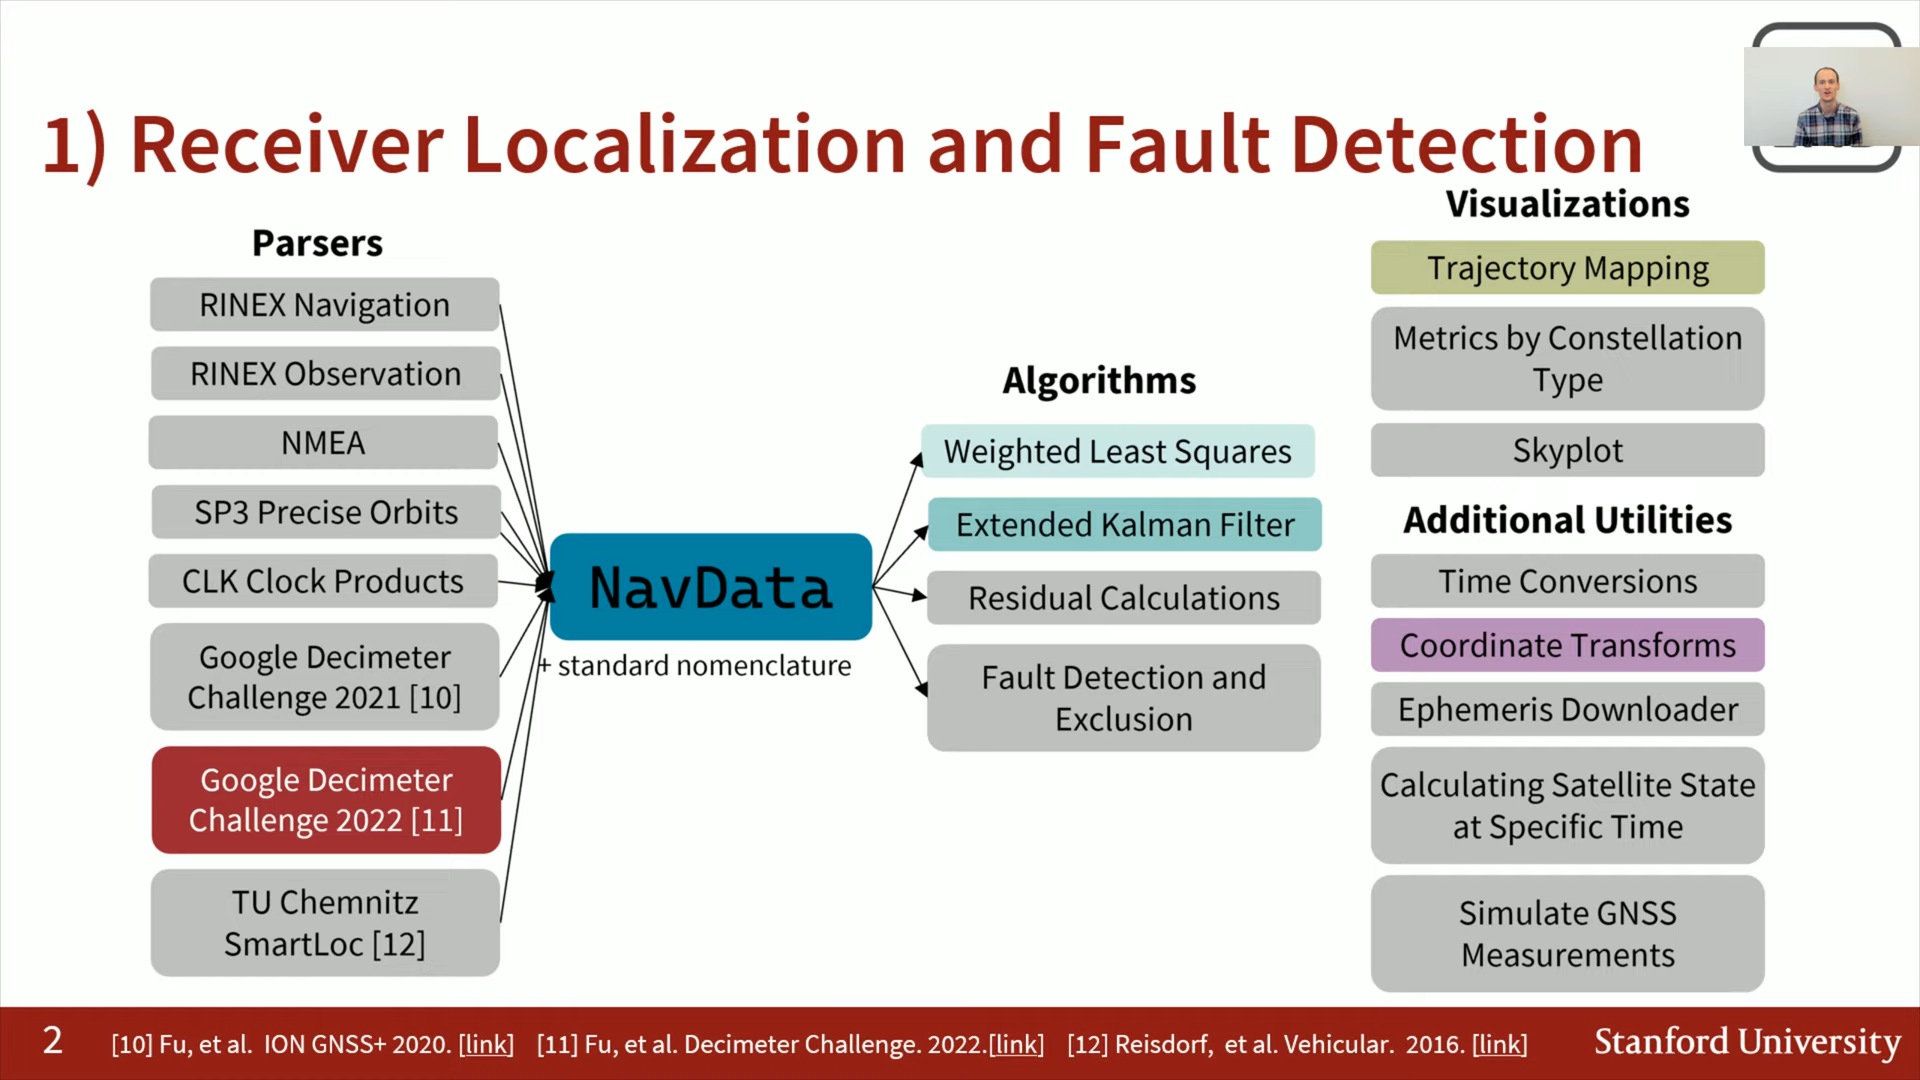 1) Receiver Localization and Fault Detection
Parsers
RINEX Navigation
RINEX Observation
NMEA
SP3 Precise Orbits
CLK Clock Products
Google Decimeter
Challenge 2021 [10]
Google Decimeter
Challenge 2022 [11]
TU Chemnitz
SmartLoc [12]
NavData
+ standard nomenclature
Algorithms
Weighted Least Squares
Extended Kalman Filter
Residual Calculations
Fault Detection and
Exclusion
Visualizations
Trajectory Mapping
Metrics by Constellation
Type
Skyplot
Additional Utilities
Time Conversions
Coordinate Transforms
Ephemeris Downloader
Calculating Satellite State
at Specific Time
Simulate GNSS
Measurements
2 [10] Fu, et al. ION GNSS+ 2020. [link] [11] Fu, et al. Decimeter Challenge. 2022.[link] [12] Reisdorf, et al. Vehicular. 2016. [link] Stanford University